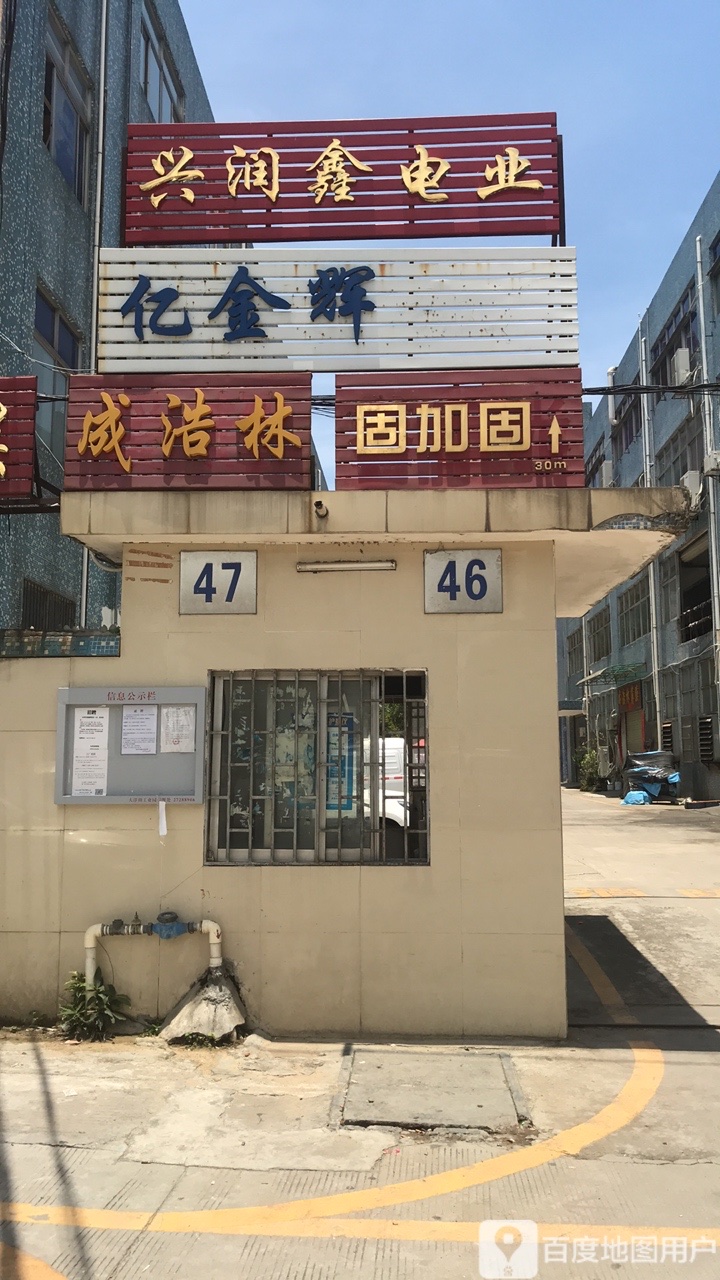 兴润鑫电业
亿金辉
成浩林
固加固
30m
47
46
信息公示栏
百度地图用户